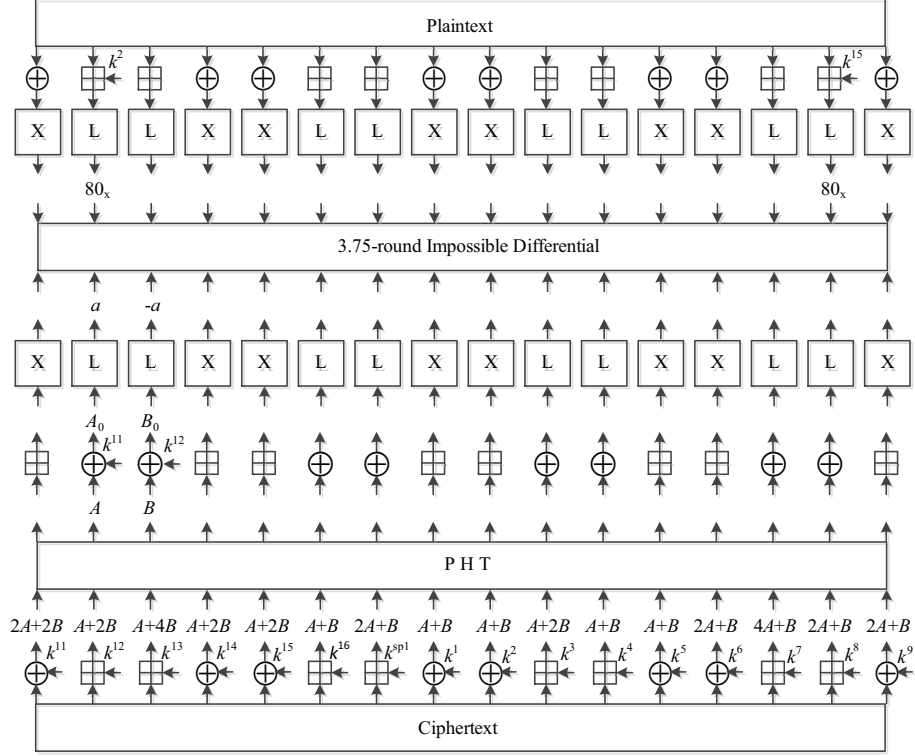 Plaintext
k² k¹⁵
X L L X X L L X X L L X X L L X
80ₓ 80ₓ
3.75-round Impossible Differential
a -a
X L L X X L L X X L L X X L L X
A₀ B₀
k¹¹ k¹²
A B
P H T
2A+2B A+2B A+4B A+2B A+2B A+B 2A+B A+B A+B A+2B A+B A+B 2A+B 4A+B 2A+B 2A+B
k¹¹ k¹² k¹³ k¹⁴ k¹⁵ k¹⁶ kˢᵖ¹ k¹ k² k³ k⁴ k⁵ k⁶ k⁷ k⁸ k⁹
Ciphertext